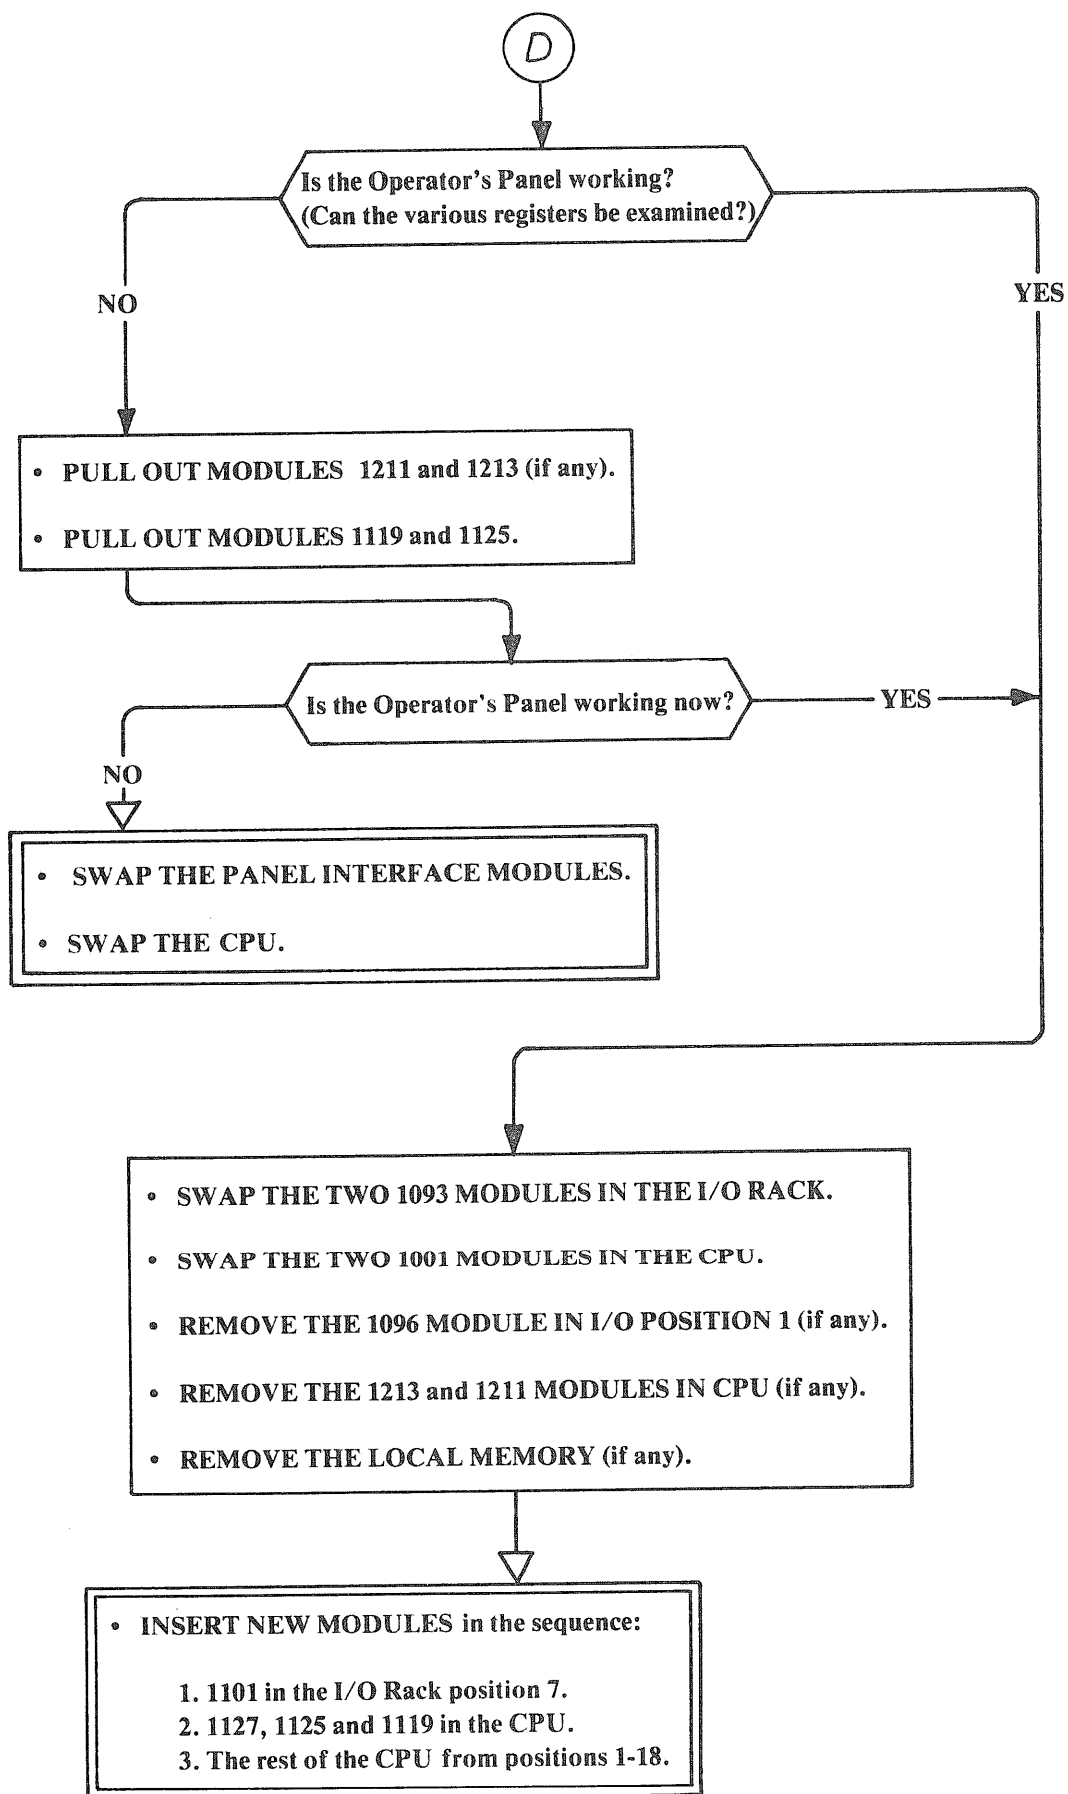 D
Is the Operator's Panel working?
(Can the various registers be examined?)
NO
YES
• PULL OUT MODULES 1211 and 1213 (if any).
• PULL OUT MODULES 1119 and 1125.
Is the Operator's Panel working now?
YES
NO
• SWAP THE PANEL INTERFACE MODULES.
• SWAP THE CPU.
• SWAP THE TWO 1093 MODULES IN THE I/O RACK.
• SWAP THE TWO 1001 MODULES IN THE CPU.
• REMOVE THE 1096 MODULE IN I/O POSITION 1 (if any).
• REMOVE THE 1213 and 1211 MODULES IN CPU (if any).
• REMOVE THE LOCAL MEMORY (if any).
• INSERT NEW MODULES in the sequence:
1. 1101 in the I/O Rack position 7.
2. 1127, 1125 and 1119 in the CPU.
3. The rest of the CPU from positions 1-18.